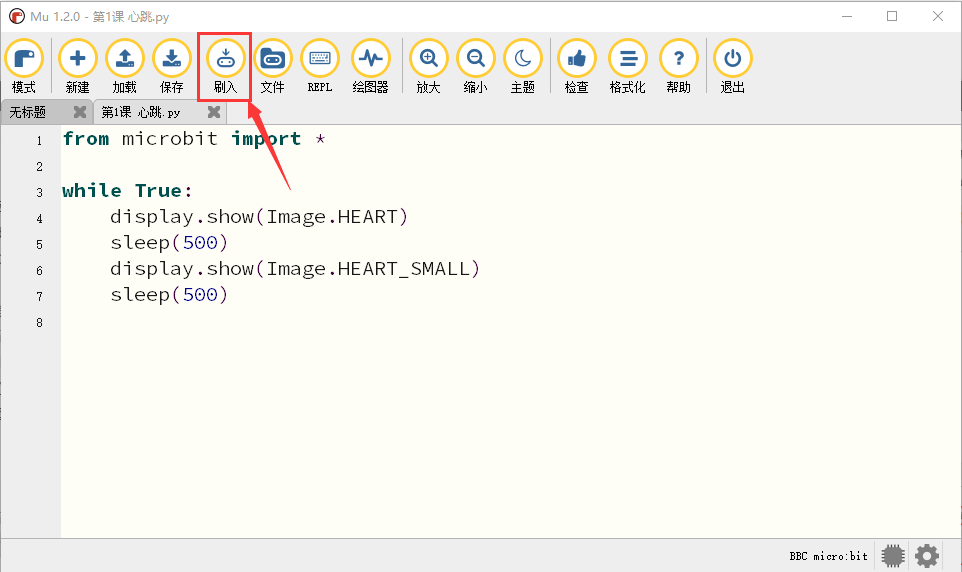 Mu 1.2.0 - 第1课 心跳.py
模式 新建 加载 保存 刷入 文件 REPL 绘图器 放大 缩小 主题 检查 格式化 帮助 退出
无标题 第1课 心跳.py
1 from microbit import *
2
3 while True:
4 display.show(Image.HEART)
5 sleep(500)
6 display.show(Image.HEART_SMALL)
7 sleep(500)
8
BBC micro:bit